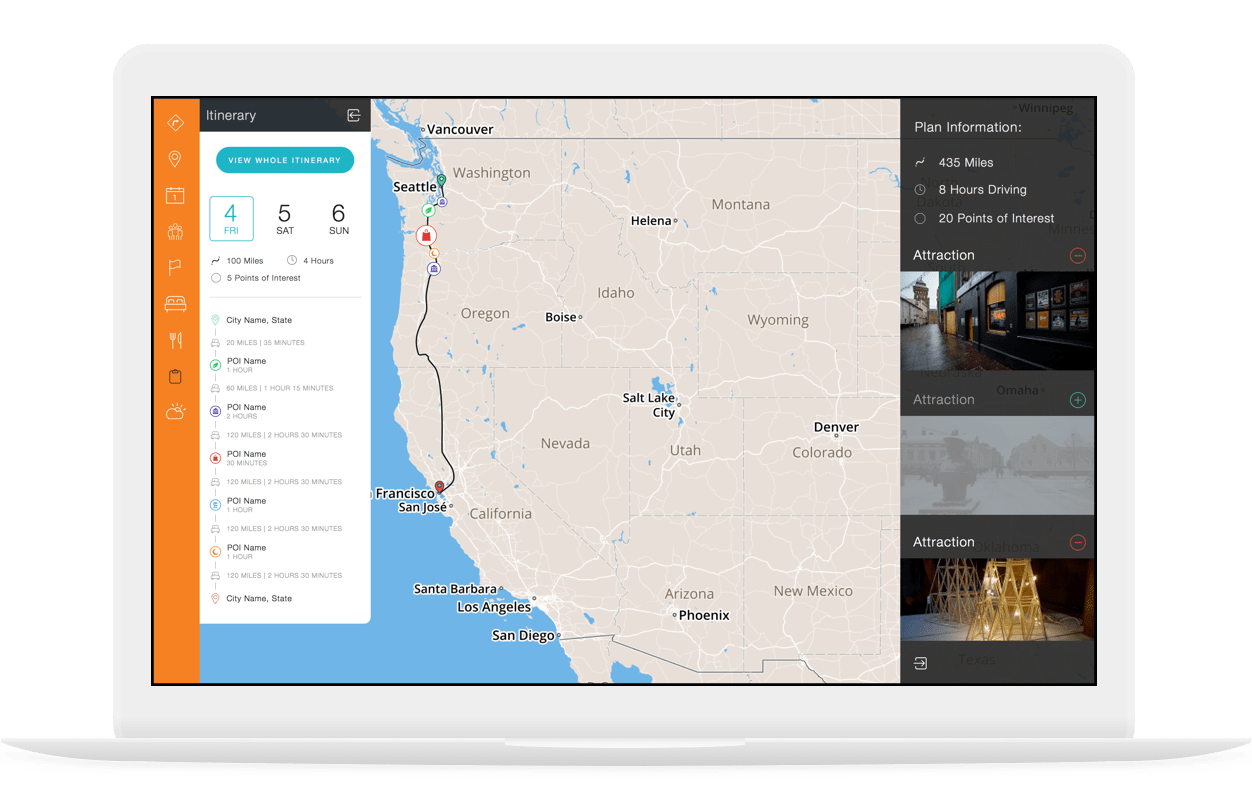 Itinerary
VIEW WHOLE ITINERARY
4 5 6
FRI SAT SUN
100 Miles 4 Hours
5 Points of Interest
City Name, State
20 MILES | 35 MINUTES
POI Name
1 HOUR
60 MILES | 1 HOUR 15 MINUTES
POI Name
2 HOURS
120 MILES | 2 HOURS 30 MINUTES
POI Name
30 MINUTES
120 MILES | 2 HOURS 30 MINUTES
POI Name
1 HOUR
120 MILES | 2 HOURS 30 MINUTES
POI Name
1 HOUR
120 MILES | 2 HOURS 30 MINUTES
City Name, State
1
Vancouver
Washington
Seattle
Montana
Helena
Idaho
Oregon
Boise
Wyoming
Salt Lake
City
Denver
Nevada
Utah
Colorado
Francisco
San José
California
Santa Barbara
Los Angeles
Arizona
New Mexico
Phoenix
San Diego
Winnipeg
Plan Information:
435 Miles
North
8 Hours Driving
Dakota
20 Points of Interest
Attraction
Omaha
Attraction
Attraction
Oklahoma
Texas